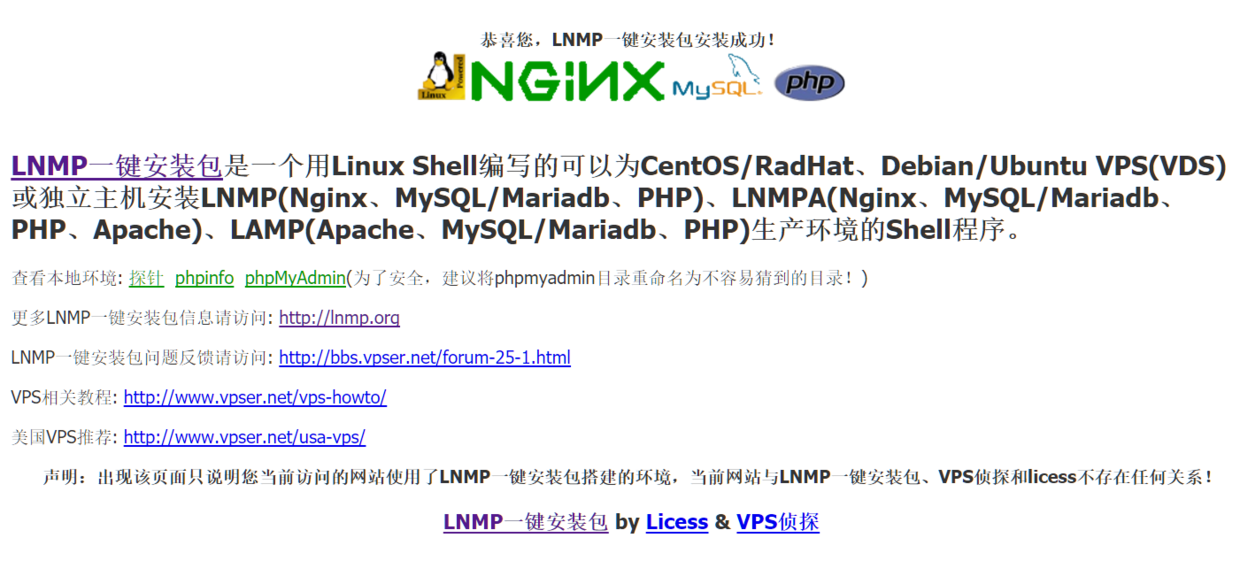 恭喜您，LNMP一键安装包安装成功！
Linux Powered NGiNX MySQL php
LNMP一键安装包是一个用Linux Shell编写的可以为CentOS/RadHat、Debian/Ubuntu VPS(VDS)
或独立主机安装LNMP(Nginx、MySQL/Mariadb、PHP)、LNMPA(Nginx、MySQL/Mariadb、
PHP、Apache)、LAMP(Apache、MySQL/Mariadb、PHP)生产环境的Shell程序。
查看本地环境: 探针 phpinfo phpMyAdmin(为了安全，建议将phpmyadmin目录重命名为不容易猜到的目录！)
更多LNMP一键安装包信息请访问: http://lnmp.org
LNMP一键安装包问题反馈请访问: http://bbs.vpser.net/forum-25-1.html
VPS相关教程: http://www.vpser.net/vps-howto/
美国VPS推荐: http://www.vpser.net/usa-vps/
声明：出现该页面只说明您当前访问的网站使用了LNMP一键安装包搭建的环境，当前网站与LNMP一键安装包、VPS侦探和licess不存在任何关系！
LNMP一键安装包 by Licess & VPS侦探